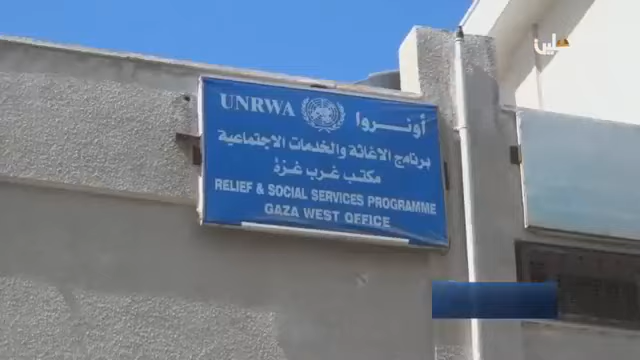 UNRWA أونروا
برنامج الاغاثة والخدمات الاجتماعية
مكتب غرب غزة
RELIEF & SOCIAL SERVICES PROGRAMME
GAZA WEST OFFICE